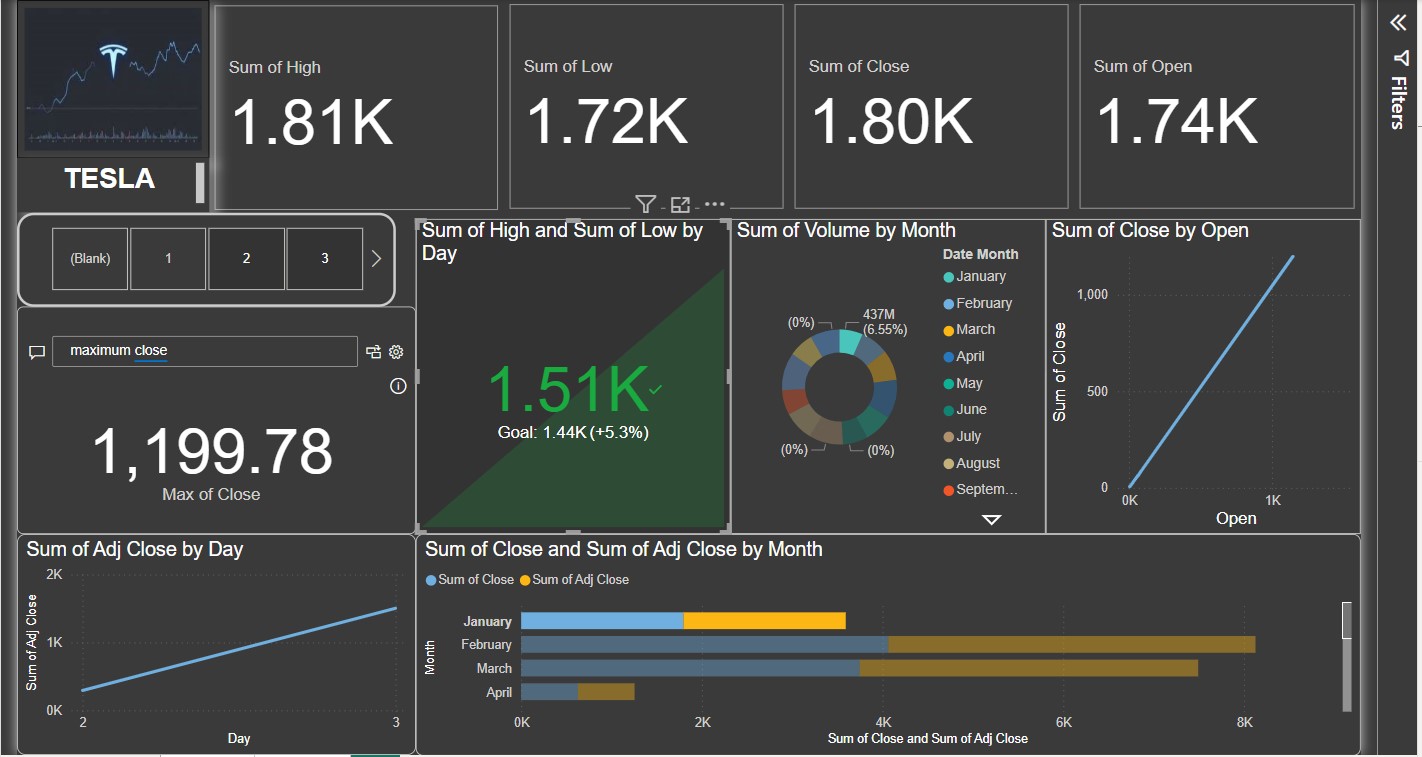 TESLA
Sum of High
1.81K
Sum of Low
1.72K
Sum of Close
1.80K
Sum of Open
1.74K
Filters
(Blank)
1
2
3
maximum close
1,199.78
Max of Close
Sum of High and Sum of Low by
Day
1.51K
Goal: 1.44K (+5.3%)
Sum of Volume by Month
(0%)
437M
(6.55%)
(0%)
(0%)
Date Month
January
February
March
April
May
June
July
August
Septem...
Sum of Close by Open
Sum of Close
1,000
500
0
0K
1K
Open
Sum of Adj Close by Day
Sum of Adj Close
2K
1K
0K
2
3
Day
Sum of Close and Sum of Adj Close by Month
Sum of Close
Sum of Adj Close
Month
January
February
March
April
0K
2K
4K
6K
8K
Sum of Close and Sum of Adj Close